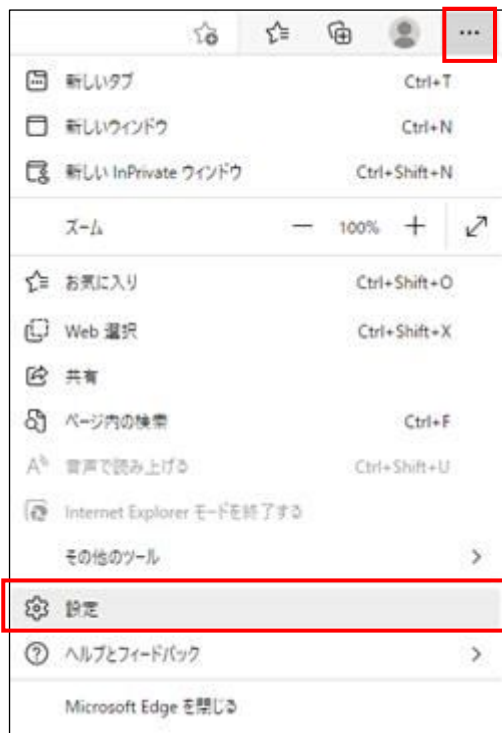 新しいタブ Ctrl+T
新しいウィンドウ Ctrl+N
新しい InPrivate ウィンドウ Ctrl+Shift+N
ズーム — 100% +
お気に入り Ctrl+Shift+O
Web 選択 Ctrl+Shift+X
共有
ページ内の検索 Ctrl+F
音声で読み上げる Ctrl+Shift+U
Internet Explorer モードを終了する
その他のツール
設定
ヘルプとフィードバック
Microsoft Edge を閉じる